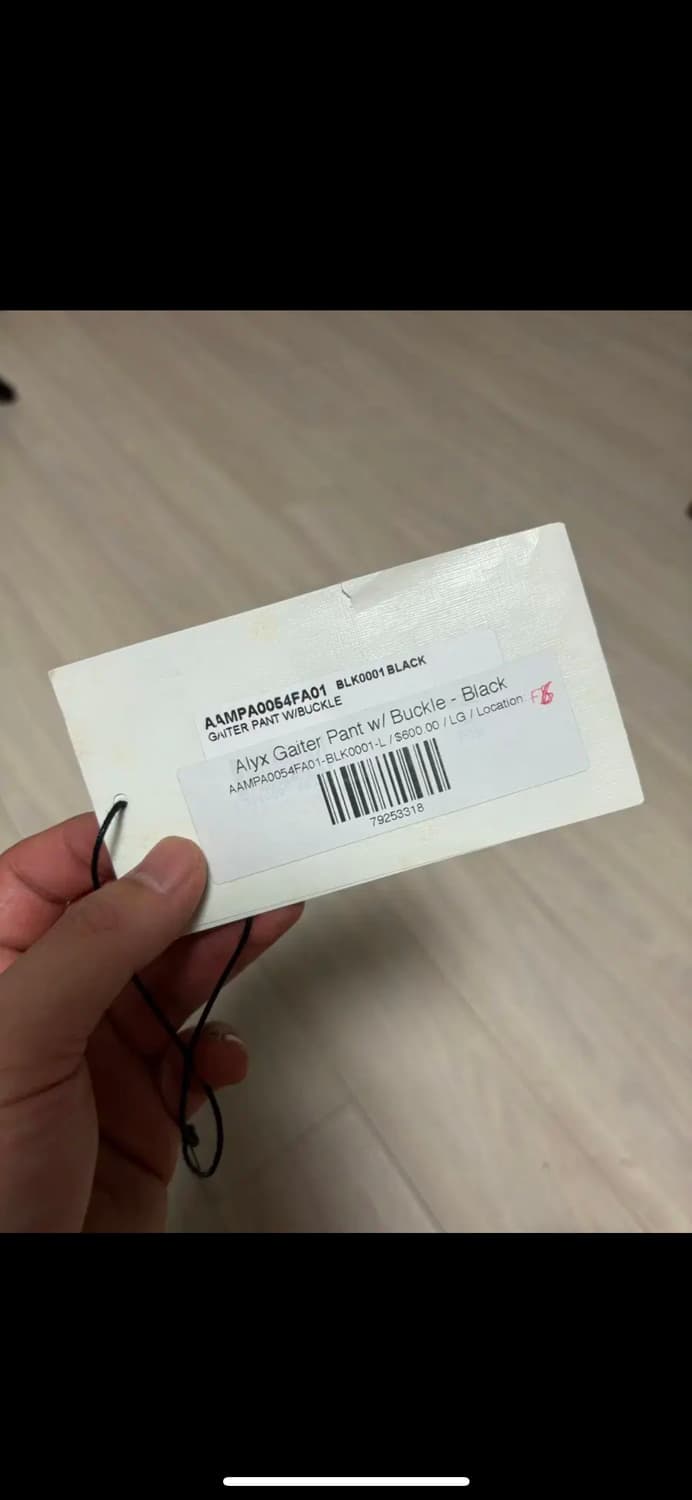 AAMPA0054FA01 BLK0001 BLACK
GAITER PANT W/BUCKLE
Alyx Gaiter Pant w/ Buckle - Black
AAMPA0054FA01-BLK0001-L / $600.00 / LG / Location
79253318